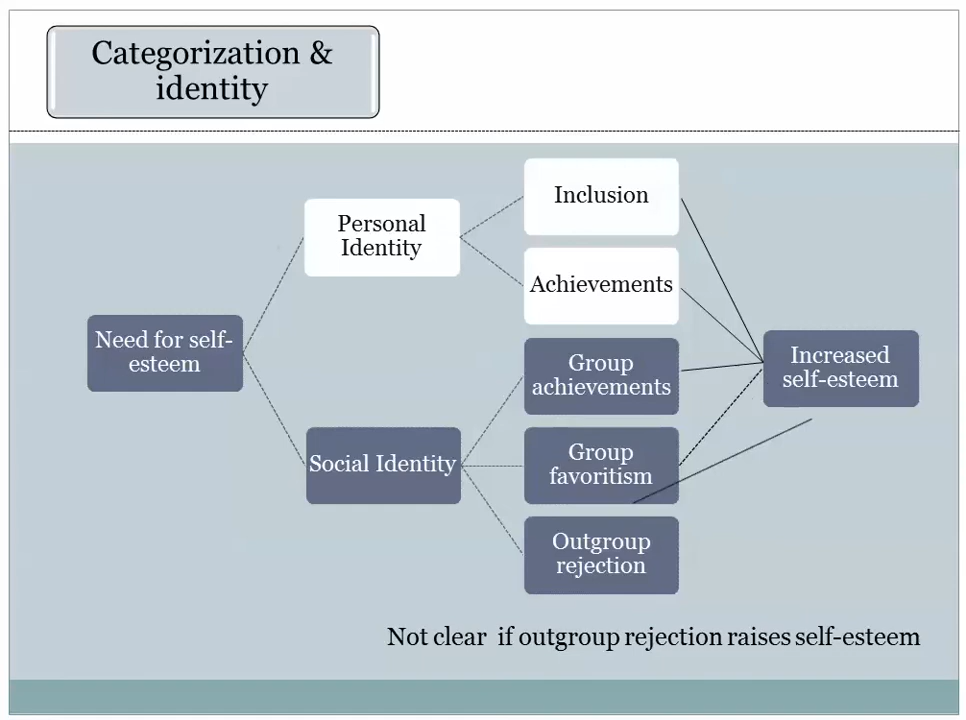 Categorization &
identity
Need for self-
esteem
Personal
Identity
Social Identity
Inclusion
Achievements
Group
achievements
Group
favoritism
Outgroup
rejection
Increased
self-esteem
Not clear if outgroup rejection raises self-esteem